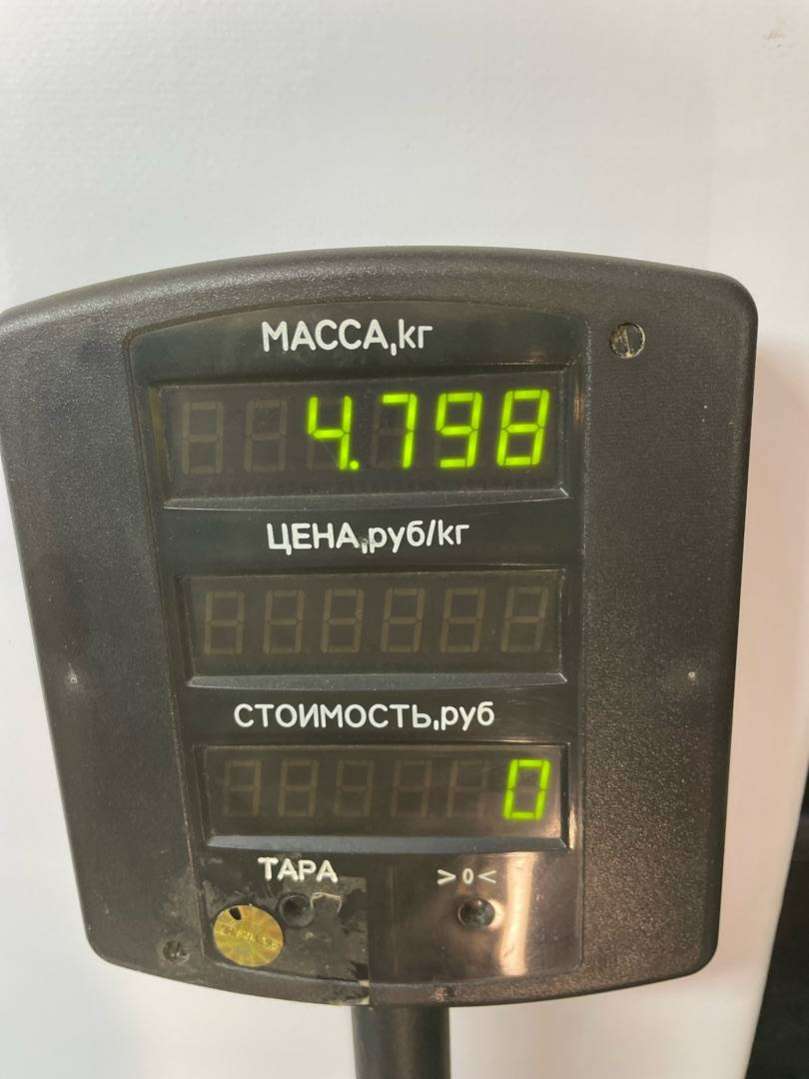 МАССА,кг
4.798
ЦЕНА,руб/кг
СТОИМОСТЬ,руб
0
ТАРА >0<